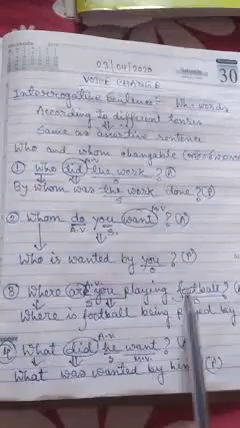 02/04/2020
30
VOICE CHANGE
Interrogative Sentence:- Wh-words
According to different tenses
Same as assertive sentence
Who and whom changable
① Who did the work? (A)
A.V
S
By whom was the work done? (P)
② Whom do you want? (A)
A.V S. M.V
Who is wanted by you? (P)
③ Where are you playing football?
Where is football being played by
④ What did he want?
A.V
S M.V.
What was wanted by him? (P)